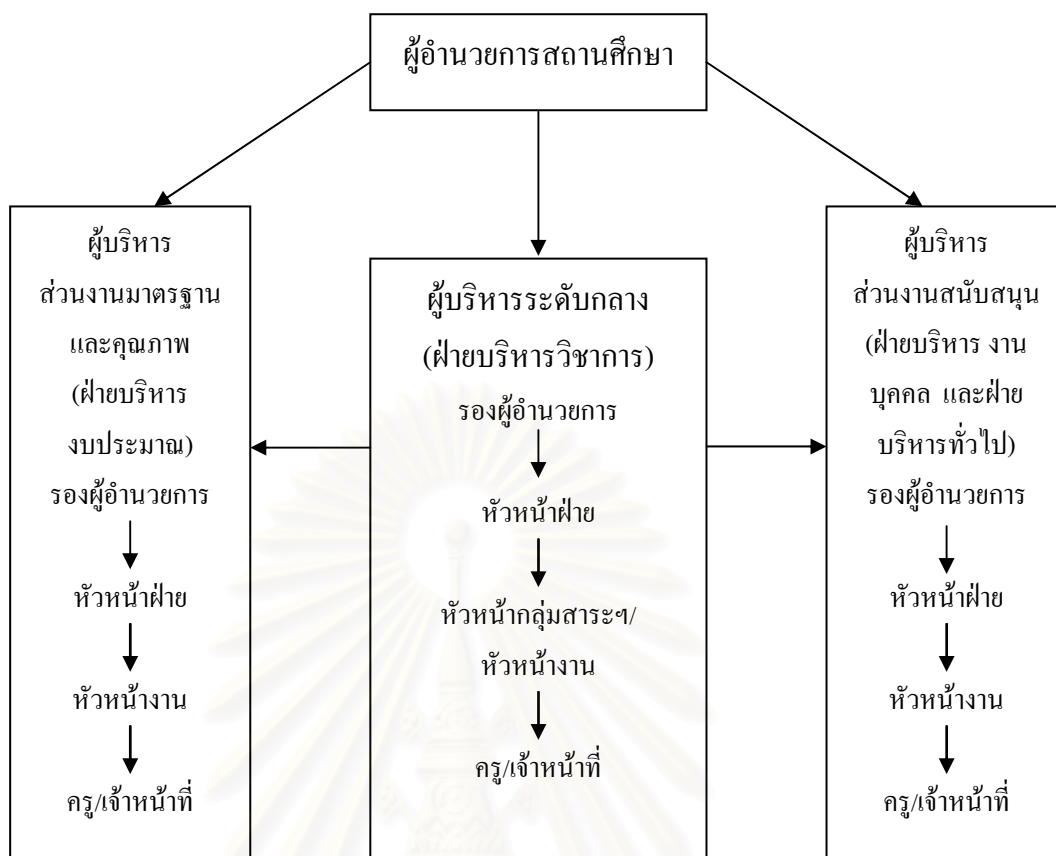 ผู้อำนวยการสถานศึกษา
ผู้บริหาร
ส่วนงานมาตรฐาน
และคุณภาพ
(ฝ่ายบริหาร
งบประมาณ)
รองผู้อำนวยการ
หัวหน้าฝ่าย
หัวหน้างาน
ครู/เจ้าหน้าที่
ผู้บริหารระดับกลาง
(ฝ่ายบริหารวิชาการ)
รองผู้อำนวยการ
หัวหน้าฝ่าย
หัวหน้ากลุ่มสาระฯ/
หัวหน้างาน
ครู/เจ้าหน้าที่
ผู้บริหาร
ส่วนงานสนับสนุน
(ฝ่ายบริหาร งาน
บุคคล และฝ่าย
บริหารทั่วไป)
รองผู้อำนวยการ
หัวหน้าฝ่าย
หัวหน้างาน
ครู/เจ้าหน้าที่